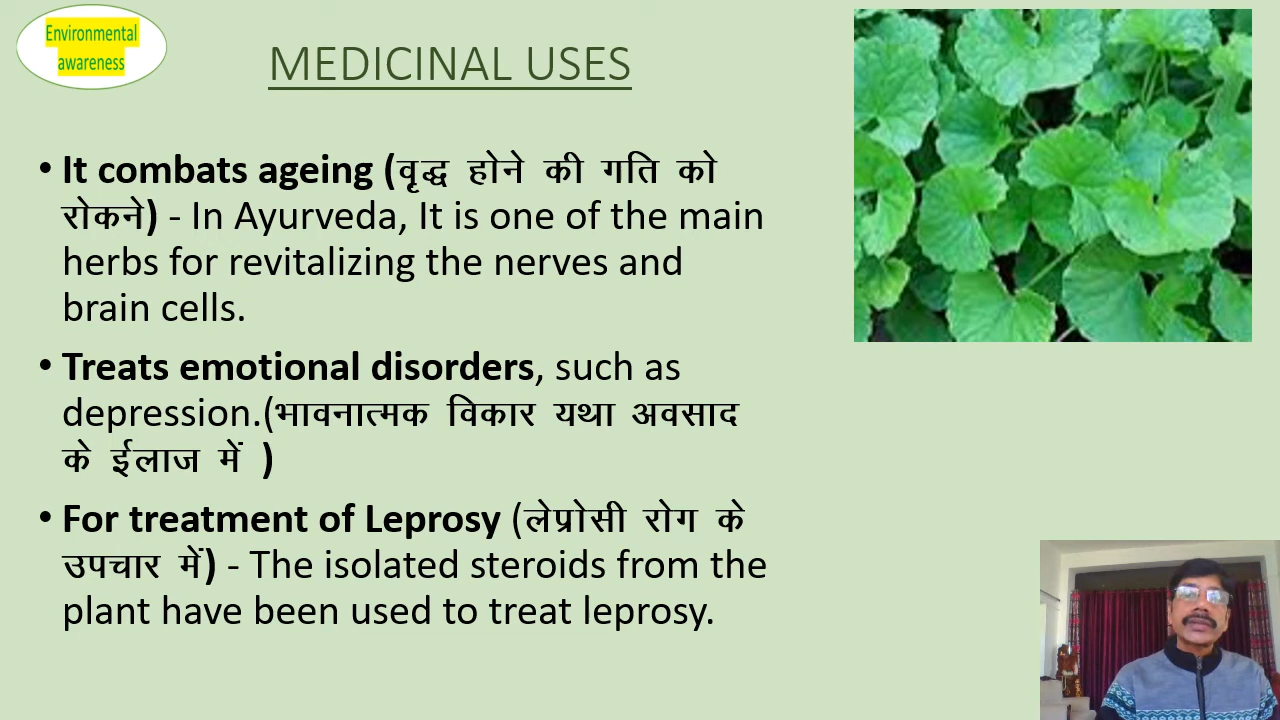 Environmental
awareness
MEDICINAL USES
• It combats ageing (वृद्ध होने की गति को
रोकने) - In Ayurveda, It is one of the main
herbs for revitalizing the nerves and
brain cells.
• Treats emotional disorders, such as
depression.(भावनात्मक विकार यथा अवसाद
के ईलाज में )
• For treatment of Leprosy (लेप्रोसी रोग के
उपचार में) - The isolated steroids from the
plant have been used to treat leprosy.